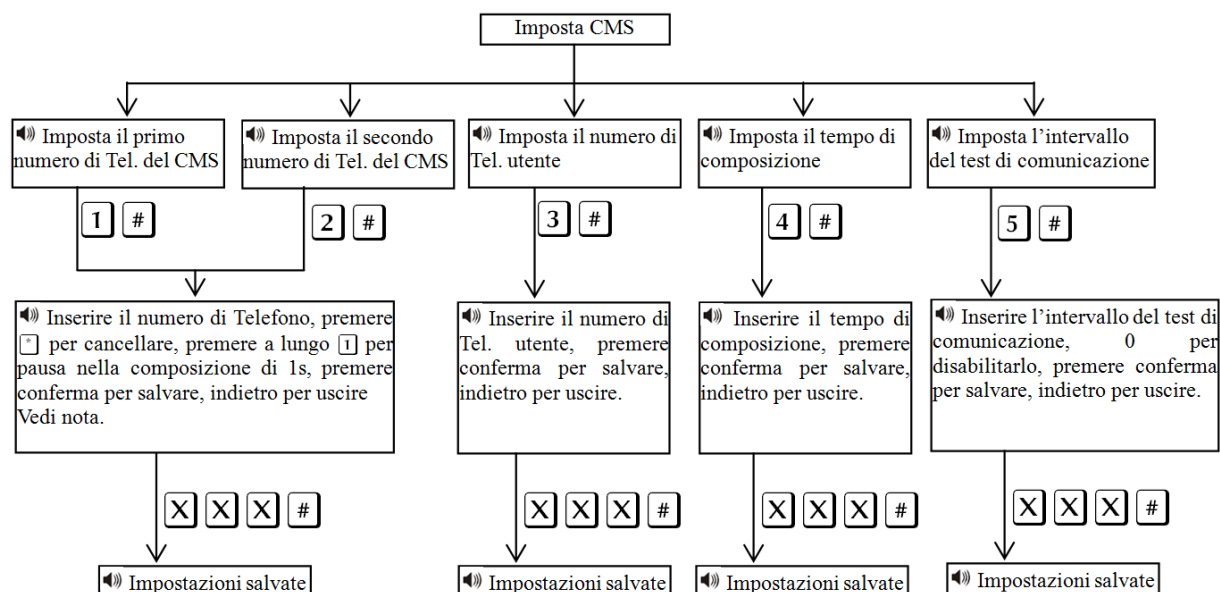 Imposta CMS
Imposta il primo
numero di Tel. del CMS
Imposta il secondo
numero di Tel. del CMS
Imposta il numero di
Tel. utente
Imposta il tempo di
composizione
Imposta l'intervallo
del test di comunicazione
1 #
2 #
3 #
4 #
5 #
Inserire il numero di Telefono, premere
* per cancellare, premere a lungo 1 per
pausa nella composizione di 1s, premere
conferma per salvare, indietro per uscire
Vedi nota.
Inserire il numero di
Tel. utente, premere
conferma per salvare,
indietro per uscire.
Inserire il tempo di
composizione, premere
conferma per salvare,
indietro per uscire.
Inserire l'intervallo del test di
comunicazione, 0 per
disabilitarlo, premere conferma
per salvare, indietro per uscire.
X X X #
X X X #
X X X #
X X X #
Impostazioni salvate
Impostazioni salvate
Impostazioni salvate
Impostazioni salvate